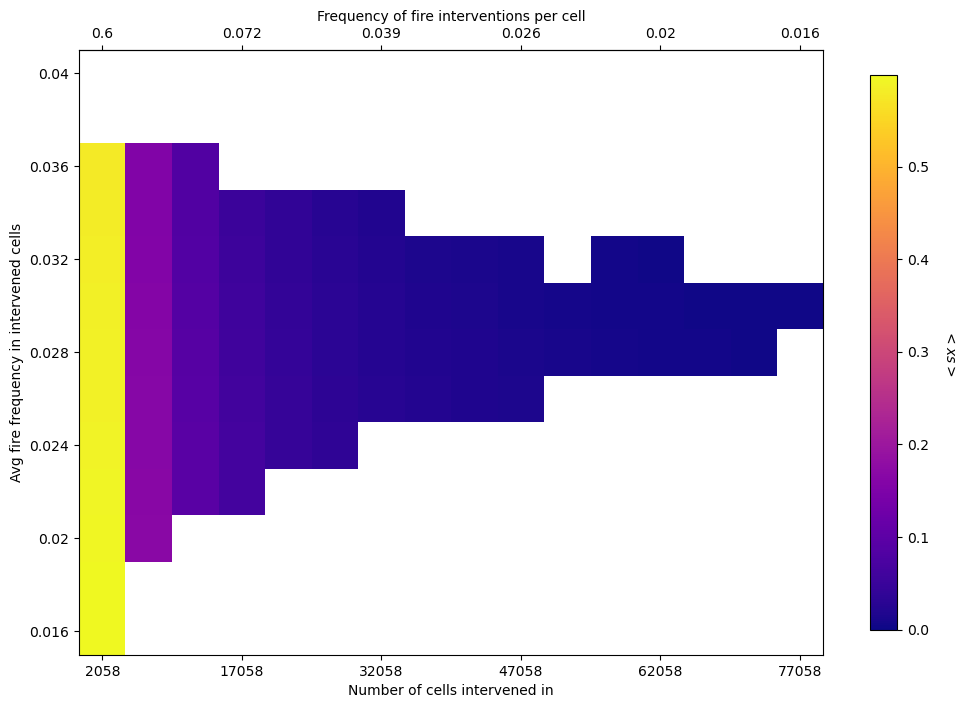 Frequency of fire interventions per cell
0.6 0.072 0.039 0.026 0.02 0.016
0.04
0.036
0.032
0.028
0.024
0.02
0.016
Avg fire frequency in intervened cells
2058 17058 32058 47058 62058 77058
Number of cells intervened in
0.5
0.4
0.3
0.2
0.1
0.0
< sx >